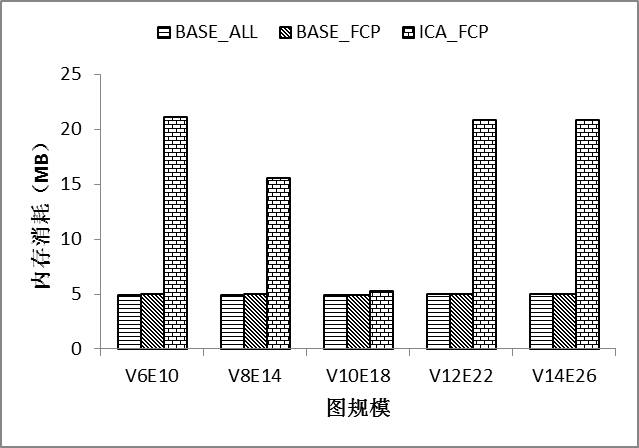 BASE_ALL BASE_FCP ICA_FCP
25
20
15
10
5
0
内存消耗（MB）
V6E10 V8E14 V10E18 V12E22 V14E26
图规模